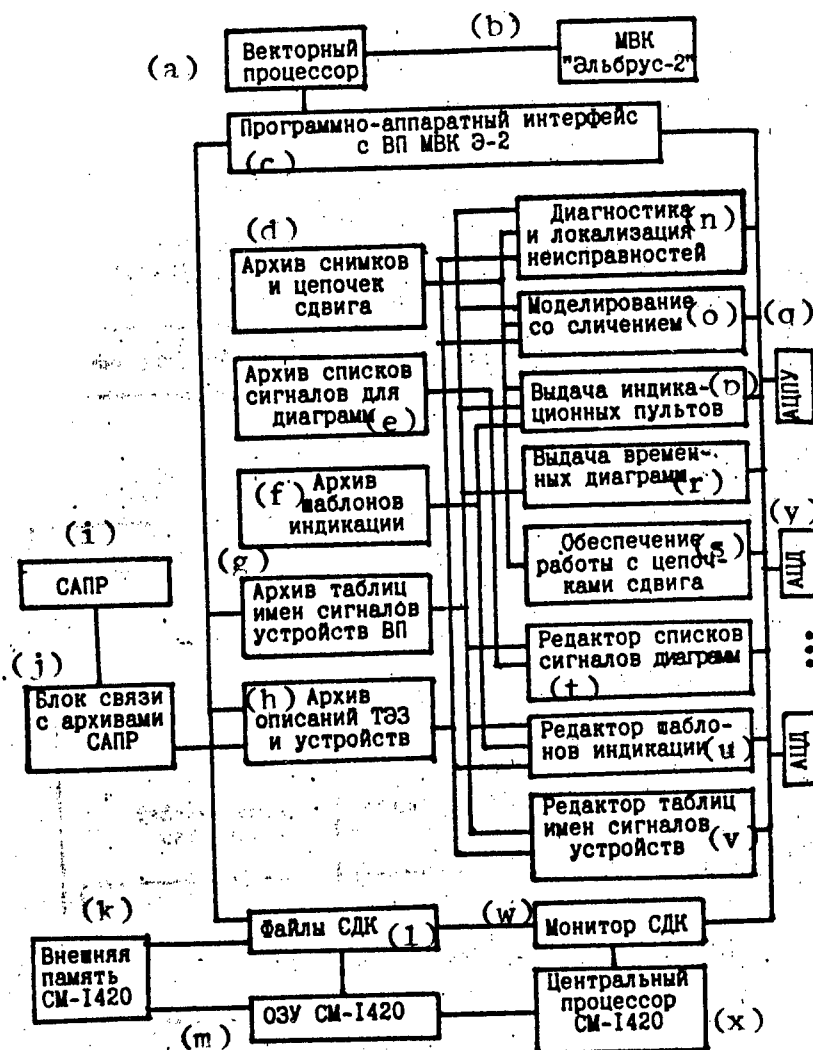 (a)
Векторный
процессор
(b)
МВК
"Эльбрус-2"
Программно-аппаратный интерфейс
с ВП МВК Э-2
(c)
(d)
Архив снимков
и цепочек
сдвига
Архив списков
сигналов для
диаграмм (e)
(f) Архив
шаблонов
индикации
(g)
Архив таблиц
имен сигналов
устройств ВП
(h) Архив
описаний ТЭЗ
и устройств
(i)
САПР
(j)
Блок связи
с архивами
САПР
(k)
Внешняя
память
СМ-I420
Файлы СДК (l)
(m)
ОЗУ СМ-I420
Диагностика (n)
и локализация
неисправностей
Моделирование
со сличением (o)
Выдача индика- (p)
ционных пультов
(q)
АЦПУ
Выдача времен-
ных диаграмм (r)
Обеспечение (s)
работы с цепоч-
ками сдвига
(y)
АЦД
Редактор списков
сигналов диаграмм
(t)
Редактор шабло-
нов индикации (u)
АЦД
Редактор таблиц
имен сигналов
устройств (v)
(w)
Монитор СДК
Центральный
процессор
СМ-I420
(x)